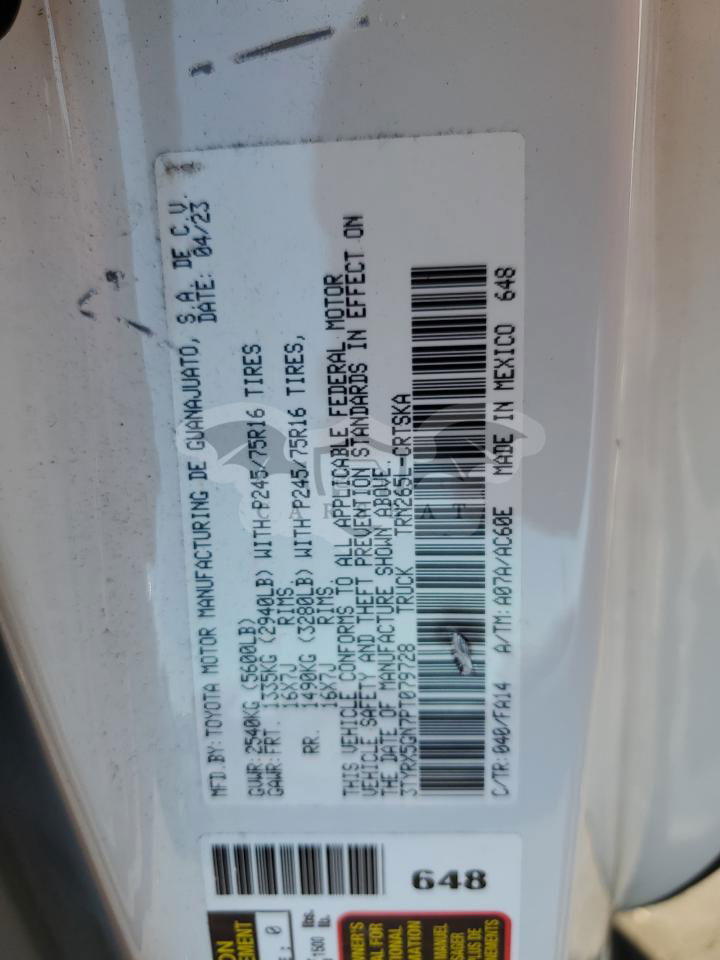 MFD.BY:TOYOTA MOTOR MANUFACTURING DE GUANAJUATO, S.A. DE C.V.
DATE: 04/23
GVWR:2540KG (5600LB)
GAWR:FRT. 1335KG (2940LB) WITH:P245/75R16 TIRES
16X7J RIMS
RR. 1490KG (3280LB) WITH P245/75R16 TIRES,
16X7J RIMS
THIS VEHICLE CONFORMS TO ALL APPLICABLE FEDERAL MOTOR
VEHICLE SAFETY AND THEFT PREVENTION STANDARDS IN EFFECT ON
THE DATE OF MANUFACTURE SHOWN ABOVE.
3TYRX5GN7PT079728 TRUCK TRN265L-CRTSKA
C/TR:040/FA14 A/TM:A07A/AC60E MADE IN MEXICO 648
648